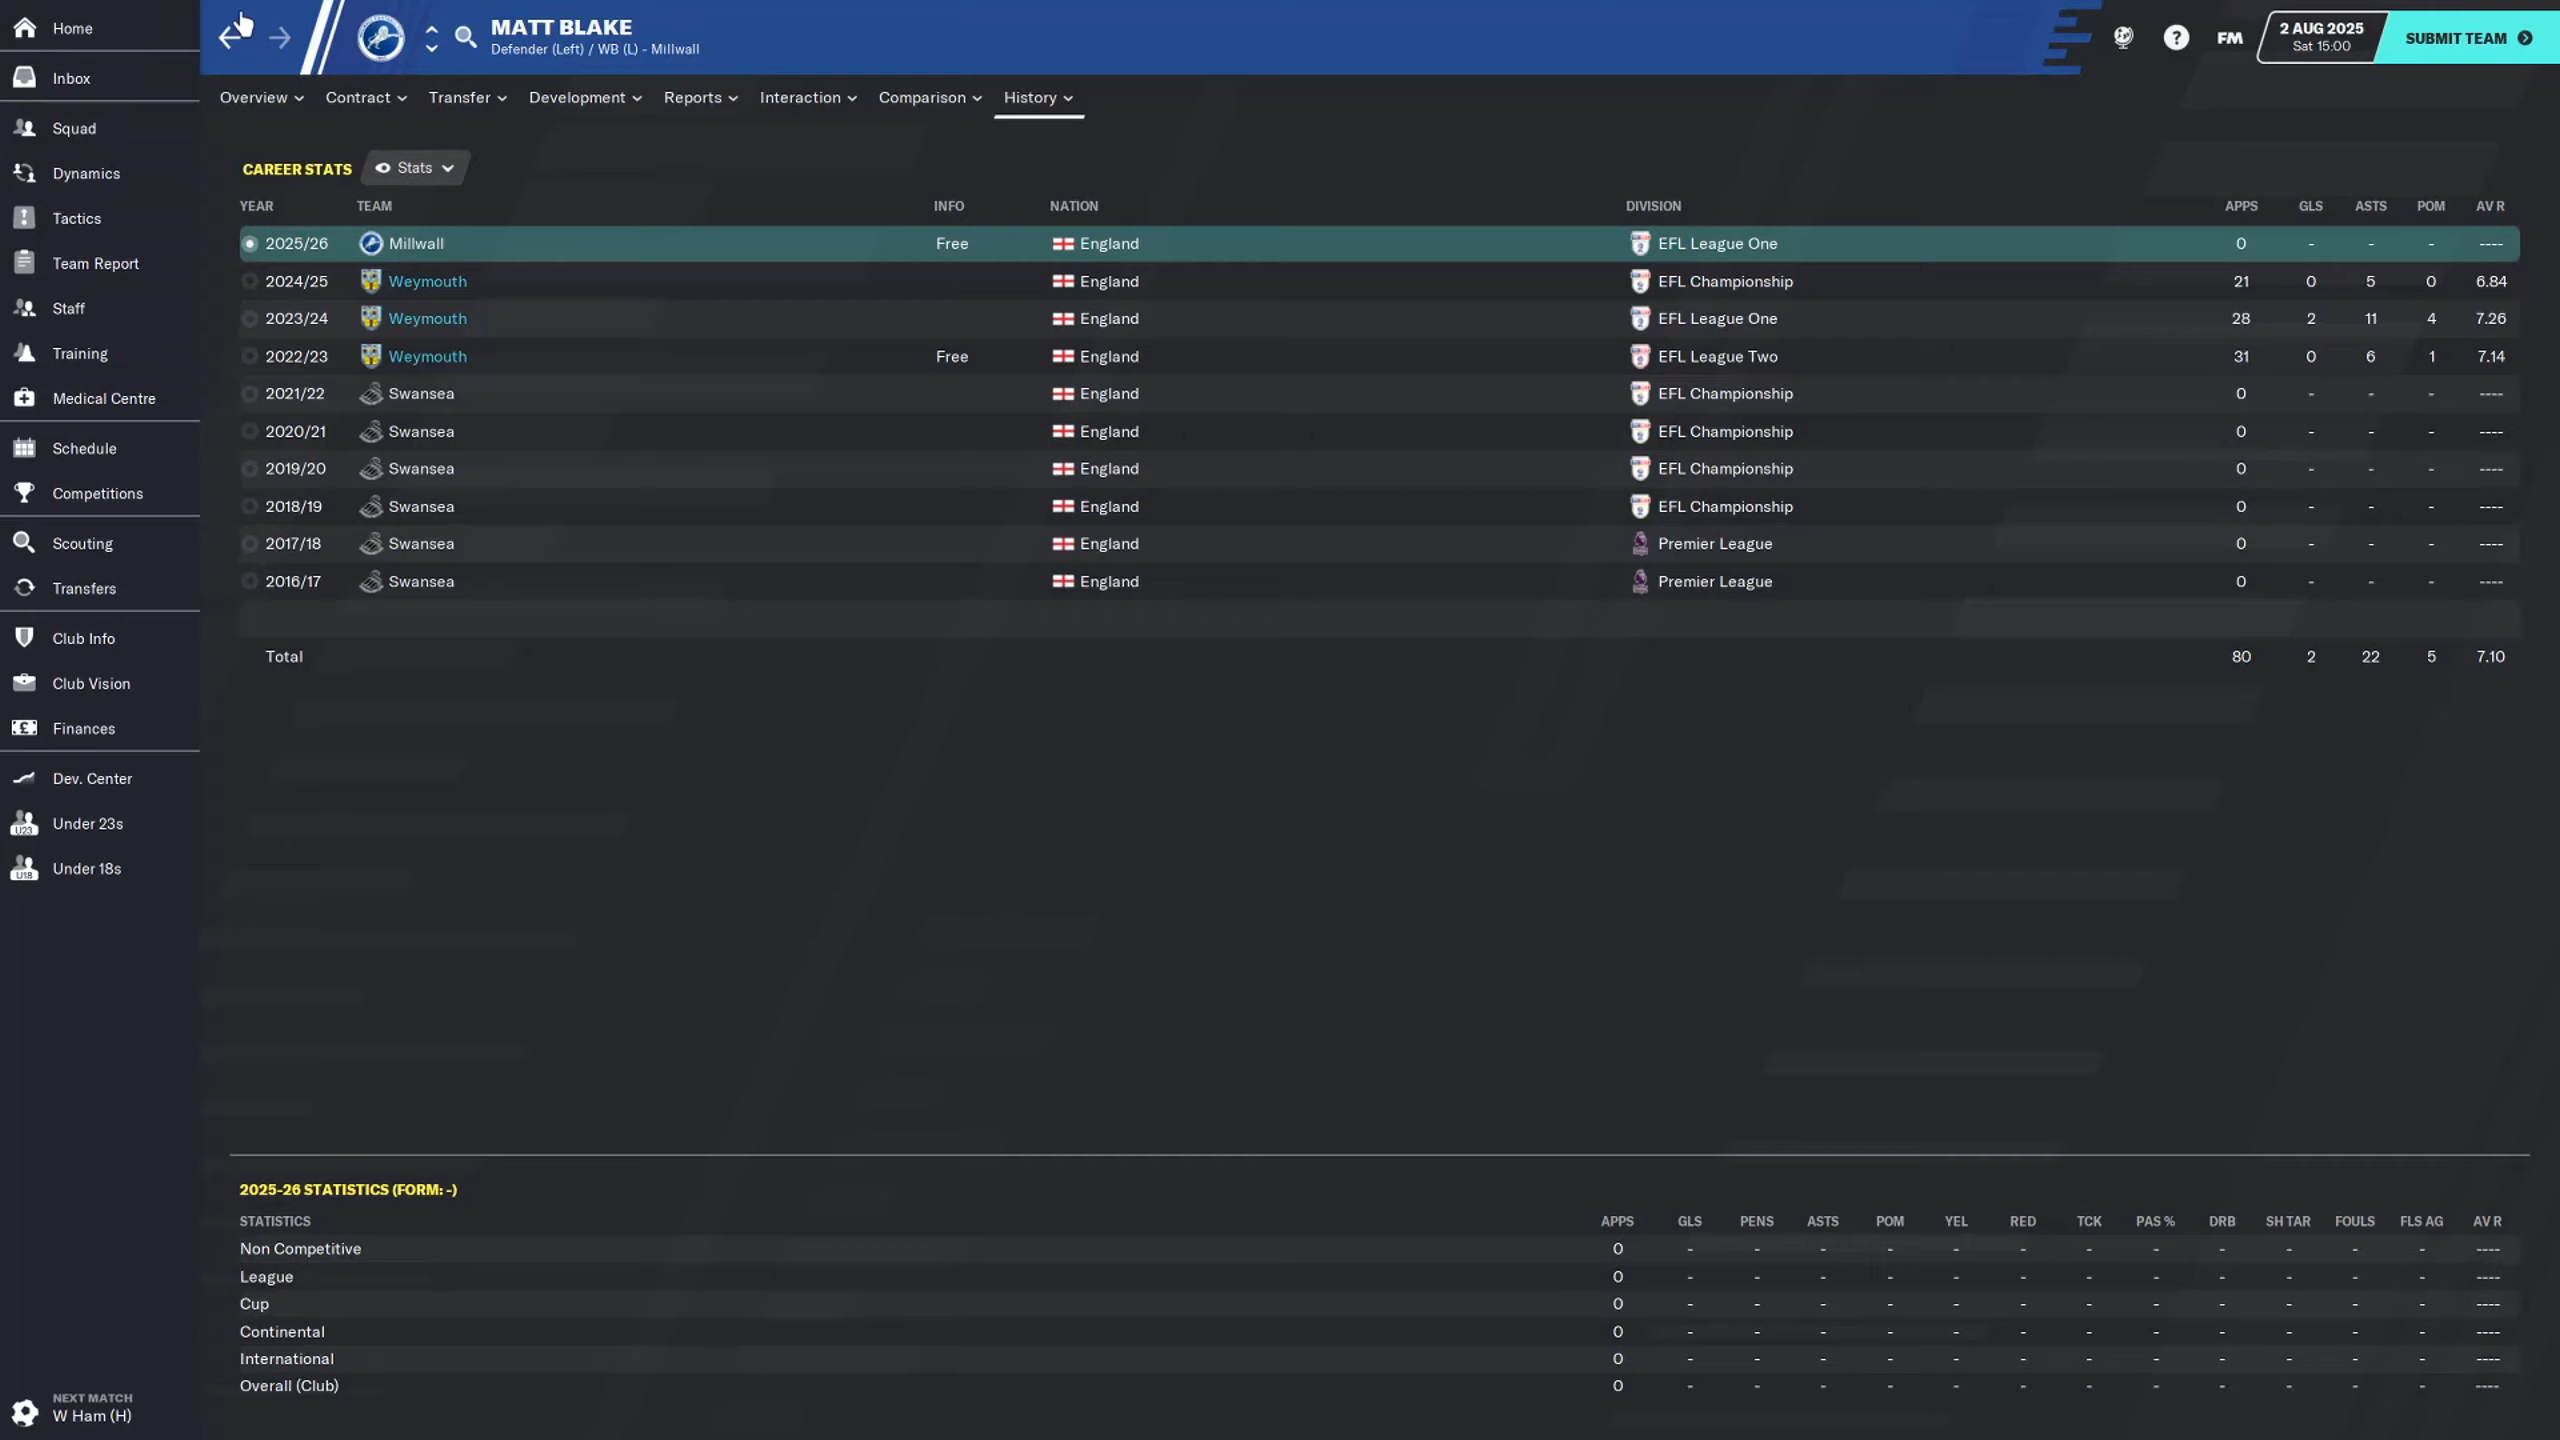 Home
Inbox
Squad
Dynamics
Tactics
Team Report
Staff
Training
Medical Centre
Schedule
Competitions
Scouting
Transfers
Club Info
Club Vision
Finances
Dev. Center
U23 Under 23s
U18 Under 18s
NEXT MATCH
W Ham (H)
MATT BLAKE
Defender (Left) / WB (L) - Millwall
FM
2 AUG 2025
Sat 15:00
SUBMIT TEAM
Overview Contract Transfer Development Reports Interaction Comparison History
CAREER STATS Stats
YEAR TEAM INFO NATION DIVISION APPS GLS ASTS POM AV R
2025/26 Millwall Free England EFL League One 0 - - - ----
2024/25 Weymouth England EFL Championship 21 0 5 0 6.84
2023/24 Weymouth England EFL League One 28 2 11 4 7.26
2022/23 Weymouth Free England EFL League Two 31 0 6 1 7.14
2021/22 Swansea England EFL Championship 0 - - - ----
2020/21 Swansea England EFL Championship 0 - - - ----
2019/20 Swansea England EFL Championship 0 - - - ----
2018/19 Swansea England EFL Championship 0 - - - ----
2017/18 Swansea England Premier League 0 - - - ----
2016/17 Swansea England Premier League 0 - - - ----
Total 80 2 22 5 7.10
2025-26 STATISTICS (FORM: -)
STATISTICS APPS GLS PENS ASTS POM YEL RED TCK PAS % DRB SH TAR FOULS FLS AG AV R
Non Competitive 0 - - - - - - - - - - - - ----
League 0 - - - - - - - - - - - - ----
Cup 0 - - - - - - - - - - - - ----
Continental 0 - - - - - - - - - - - - ----
International 0 - - - - - - - - - - - - ----
Overall (Club) 0 - - - - - - - - - - - - ----